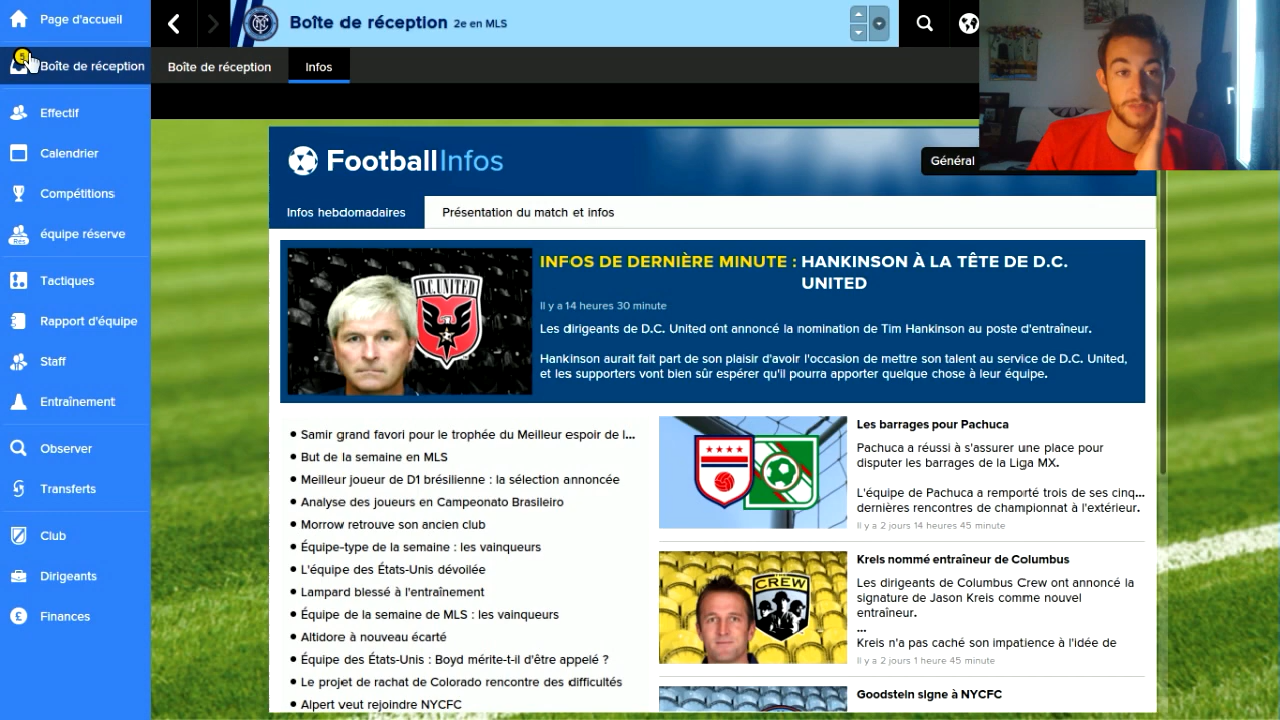 Page d'accueil
Boîte de réception
Effectif
Calendrier
Compétitions
équipe réserve
Tactiques
Rapport d'équipe
Staff
Entraînement
Observer
Transferts
Club
Dirigeants
Finances
Boîte de réception 2e en MLS
Boîte de réception Infos
FootballInfos
Général
Infos hebdomadaires Présentation du match et infos
D.C. UNITED
INFOS DE DERNIÈRE MINUTE : HANKINSON À LA TÊTE DE D.C.
UNITED
Il y a 14 heures 30 minute
Les dirigeants de D.C. United ont annoncé la nomination de Tim Hankinson au poste d'entraîneur.
Hankinson aurait fait part de son plaisir d'avoir l'occasion de mettre son talent au service de D.C. United,
et les supporters vont bien sûr espérer qu'il pourra apporter quelque chose à leur équipe.
Samir grand favori pour le trophée du Meilleur espoir de l...
But de la semaine en MLS
Meilleur joueur de D1 brésilienne : la sélection annoncée
Analyse des joueurs en Campeonato Brasileiro
Morrow retrouve son ancien club
Équipe-type de la semaine : les vainqueurs
L'équipe des États-Unis dévoilée
Lampard blessé à l'entraînement
Équipe de la semaine de MLS : les vainqueurs
Altidore à nouveau écarté
Équipe des États-Unis : Boyd mérite-t-il d'être appelé ?
Le projet de rachat de Colorado rencontre des difficultés
Alpert veut rejoindre NYCFC
Les barrages pour Pachuca
Pachuca a réussi à s'assurer une place pour
disputer les barrages de la Liga MX.
L'équipe de Pachuca a remporté trois de ses cinq...
dernières rencontres de championnat à l'extérieur.
Il y a 2 jours 14 heures 45 minute
THE CREW
Kreis nommé entraîneur de Columbus
Les dirigeants de Columbus Crew ont annoncé la
signature de Jason Kreis comme nouvel
entraîneur.
...
Kreis n'a pas caché son impatience à l'idée de
Il y a 2 jours 1 heure 45 minute
Goodstein signe à NYCFC